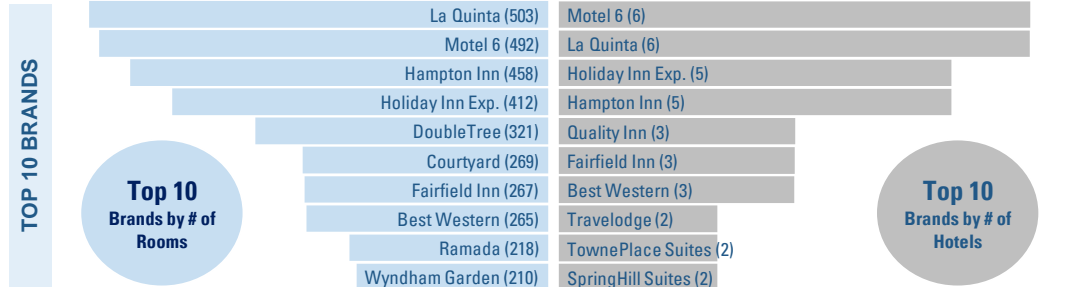 TOP 10 BRANDS
La Quinta (503)
Motel 6 (492)
Hampton Inn (458)
Holiday Inn Exp. (412)
DoubleTree (321)
Courtyard (269)
Fairfield Inn (267)
Best Western (265)
Ramada (218)
Wyndham Garden (210)
Top 10
Brands by # of
Rooms
Motel 6 (6)
La Quinta (6)
Holiday Inn Exp. (5)
Hampton Inn (5)
Quality Inn (3)
Fairfield Inn (3)
Best Western (3)
Travelodge (2)
TownePlace Suites (2)
SpringHill Suites (2)
Top 10
Brands by # of
Hotels